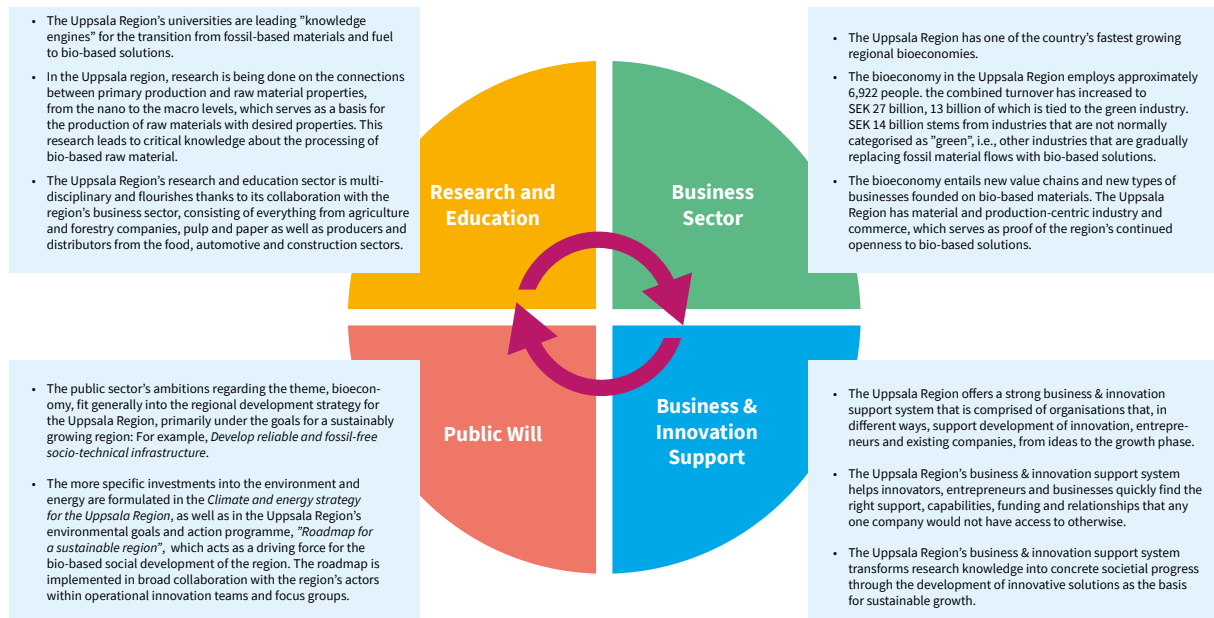 • The Uppsala Region’s universities are leading ”knowledge
engines” for the transition from fossil-based materials and fuel
to bio-based solutions.
• In the Uppsala region, research is being done on the connections
between primary production and raw material properties,
from the nano to the macro levels, which serves as a basis for
the production of raw materials with desired properties. This
research leads to critical knowledge about the processing of
bio-based raw material.
• The Uppsala Region’s research and education sector is multi-
disciplinary and flourishes thanks to its collaboration with the
region’s business sector, consisting of everything from agriculture
and forestry companies, pulp and paper as well as producers and
distributors from the food, automotive and construction sectors.
Research and
Education
Business
Sector
• The Uppsala Region has one of the country’s fastest growing
regional bioeconomies.
• The bioeconomy in the Uppsala Region employs approximately
6,922 people. the combined turnover has increased to
SEK 27 billion, 13 billion of which is tied to the green industry.
SEK 14 billion stems from industries that are not normally
categorised as ”green”, i.e., other industries that are gradually
replacing fossil material flows with bio-based solutions.
• The bioeconomy entails new value chains and new types of
businesses founded on bio-based materials. The Uppsala
Region has material and production-centric industry and
commerce, which serves as proof of the region’s continued
openness to bio-based solutions.
• The public sector’s ambitions regarding the theme, bioecon-
omy, fit generally into the regional development strategy for
the Uppsala Region, primarily under the goals for a sustainably
growing region: For example, Develop reliable and fossil-free
socio-technical infrastructure.
• The more specific investments into the environment and
energy are formulated in the Climate and energy strategy
for the Uppsala Region, as well as in the Uppsala Region’s
environmental goals and action programme, ”Roadmap for
a sustainable region”, which acts as a driving force for the
bio-based social development of the region. The roadmap is
implemented in broad collaboration with the region’s actors
within operational innovation teams and focus groups.
Public Will
Business &
Innovation
Support
• The Uppsala Region offers a strong business & innovation
support system that is comprised of organisations that, in
different ways, support development of innovation, entrepre-
neurs and existing companies, from ideas to the growth phase.
• The Uppsala Region’s business & innovation support system
helps innovators, entrepreneurs and businesses quickly find the
right support, capabilities, funding and relationships that any
one company would not have access to otherwise.
• The Uppsala Region’s business & innovation support system
transforms research knowledge into concrete societial progress
through the development of innovative solutions as the basis
for sustainable growth.